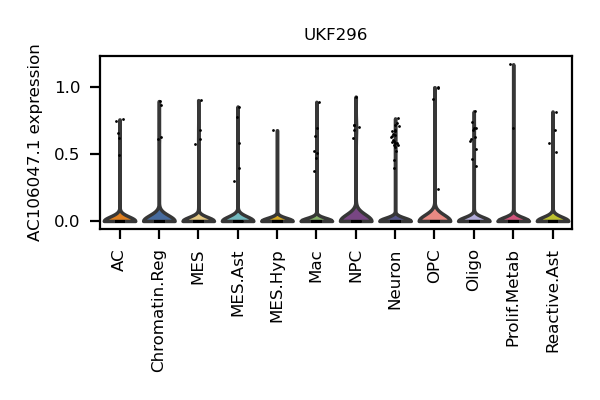 UKF296
AC106047.1 expression
1.0
0.5
0.0
AC
Chromatin.Reg
MES
MES.Ast
MES.Hyp
Mac
NPC
Neuron
OPC
Oligo
Prolif.Metab
Reactive.Ast